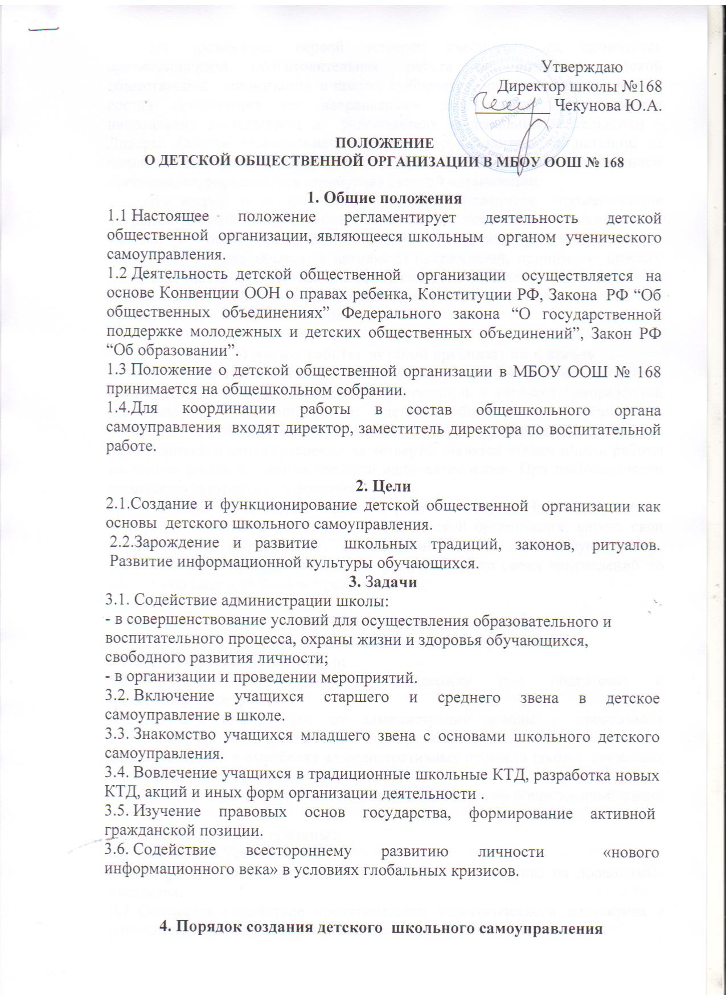 Утверждаю
Директор школы №168
Чекунова Ю.А.
Для
документов
ПОЛОЖЕНИЕ
О ДЕТСКОЙ ОБЩЕСТВЕННОЙ ОРГАНИЗАЦИИ В МБОУ ООШ № 168
1. Общие положения
1.1 Настоящее положение регламентирует деятельность детской
общественной организации, являющееся школьным органом ученического
самоуправления.
1.2 Деятельность детской общественной организации осуществляется на
основе Конвенции ООН о правах ребенка, Конституции РФ, Закона РФ “Об
общественных объединениях” Федерального закона “О государственной
поддержке молодежных и детских общественных объединений”, Закон РФ
“Об образовании”.
1.3 Положение о детской общественной организации в МБОУ ООШ № 168
принимается на общешкольном собрании.
1.4.Для координации работы в состав общешкольного органа
самоуправления входят директор, заместитель директора по воспитательной
работе.
2. Цели
2.1.Создание и функционирование детской общественной организации как
основы детского школьного самоуправления.
2.2.Зарождение и развитие школьных традиций, законов, ритуалов.
Развитие информационной культуры обучающихся.
3. Задачи
3.1. Содействие администрации школы:
- в совершенствование условий для осуществления образовательного и
воспитательного процесса, охраны жизни и здоровья обучающихся,
свободного развития личности;
- в организации и проведении мероприятий.
3.2. Включение учащихся старшего и среднего звена в детское
самоуправление в школе.
3.3. Знакомство учащихся младшего звена с основами школьного детского
самоуправления.
3.4. Вовлечение учащихся в традиционные школьные КТД, разработка новых
КТД, акций и иных форм организации деятельности .
3.5. Изучение правовых основ государства, формирование активной
гражданской позиции.
3.6. Содействие всестороннему развитию личности «нового
информационного века» в условиях глобальных кризисов.
4. Порядок создания детского школьного самоуправления